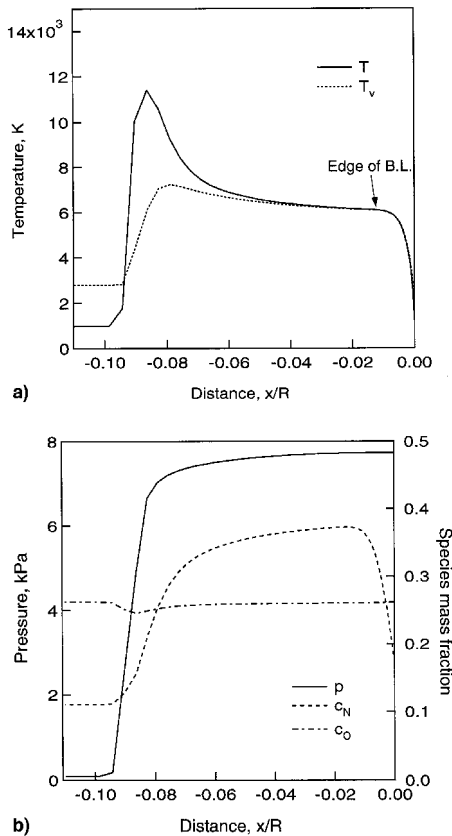 14x10³
12
10
8
6
4
2
0
Temperature, K
T
Tᵥ
Edge of B.L.
-0.10 -0.08 -0.06 -0.04 -0.02 0.00
Distance, x/R
a)
8
6
4
2
0
Pressure, kPa
0.5
0.4
0.3
0.2
0.1
0.0
Species mass fraction
p
c_N
c_O
-0.10 -0.08 -0.06 -0.04 -0.02 0.00
Distance, x/R
b)